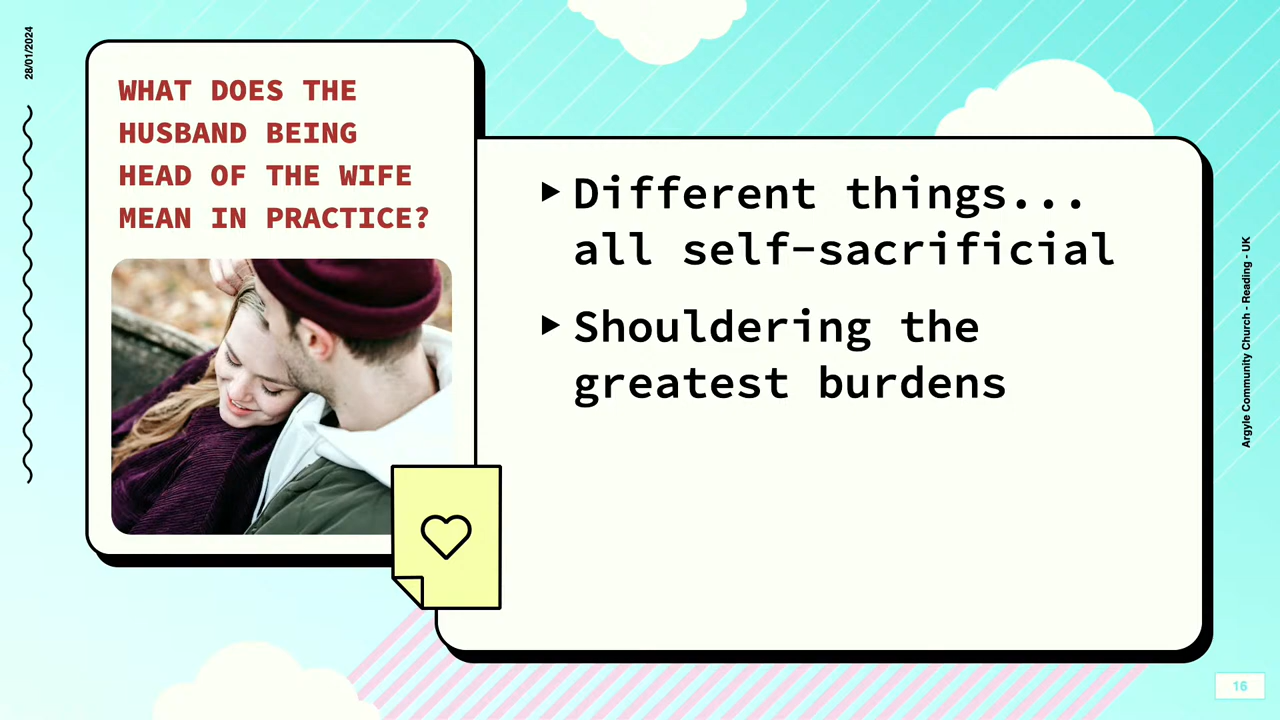 28/01/2024
WHAT DOES THE
HUSBAND BEING
HEAD OF THE WIFE
MEAN IN PRACTICE?
Different things...
all self-sacrificial
Shouldering the
greatest burdens
Argyle Community Church - Reading - UK
16